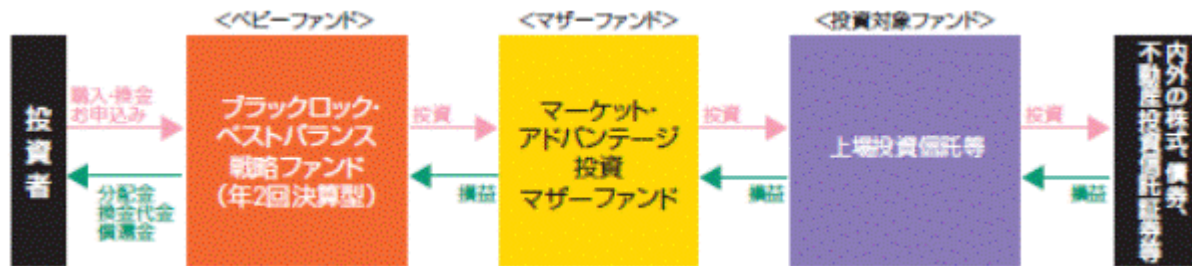 <ベビーファンド>
<マザーファンド>
<投資対象ファンド>
投資者
購入・換金
お申込み
分配金
換金代金
償還金
ブラックロック・
ベストバランス
戦略ファンド
(年2回決算型)
投資
損益
マーケット・
アドバンテージ
投資
マザーファンド
投資
損益
上場投資信託等
投資
損益
内外の株式、債券、
不動産投資信託証券等